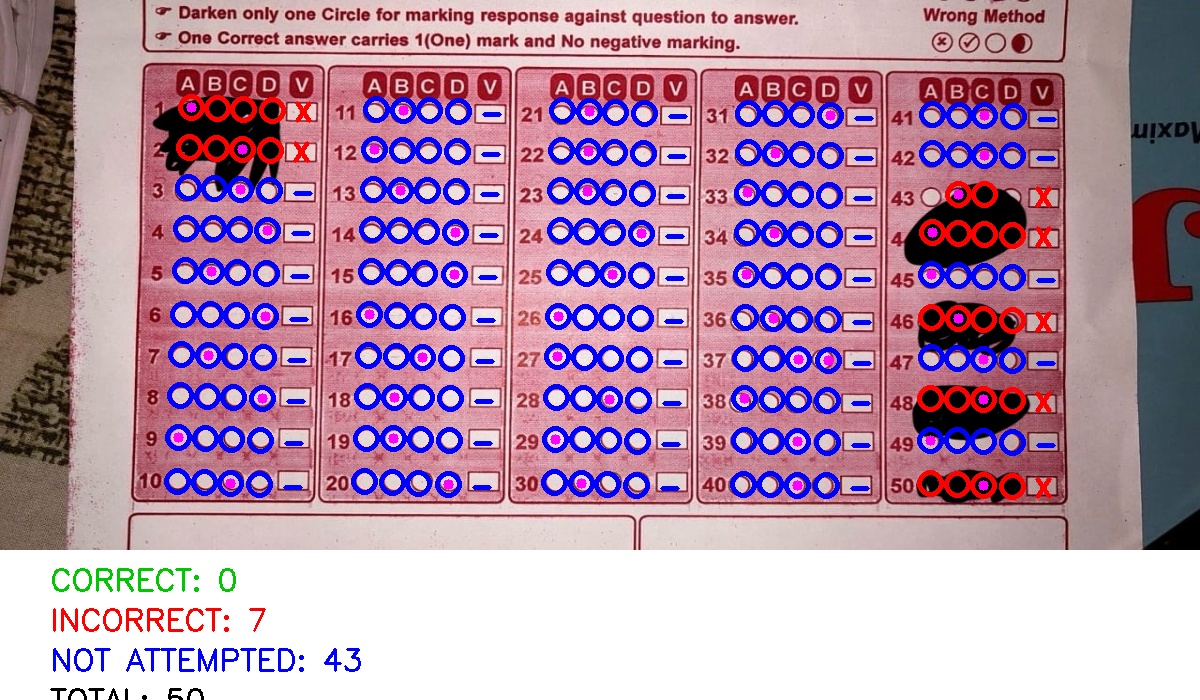 ☞ Darken only one Circle for marking response against question to answer.
☞ One Correct answer carries 1(One) mark and No negative marking.
Wrong Method
A B C D V
1 X
2 X
3 –
4 –
5 –
6 –
7 –
8 –
9 –
10 –
A B C D V
11 –
12 –
13 –
14 –
15 –
16 –
17 –
18 –
19 –
20 –
A B C D V
21 –
22 –
23 –
24 –
25 –
26 –
27 –
28 –
29 –
30 –
A B C D V
31 –
32 –
33 –
34 –
35 –
36 –
37 –
38 –
39 –
40 –
A B C D V
41 –
42 –
43 X
4 X
45 –
46 X
47 –
48 X
49 –
50 X
CORRECT: 0
INCORRECT: 7
NOT ATTEMPTED: 43
TOTAL: 50